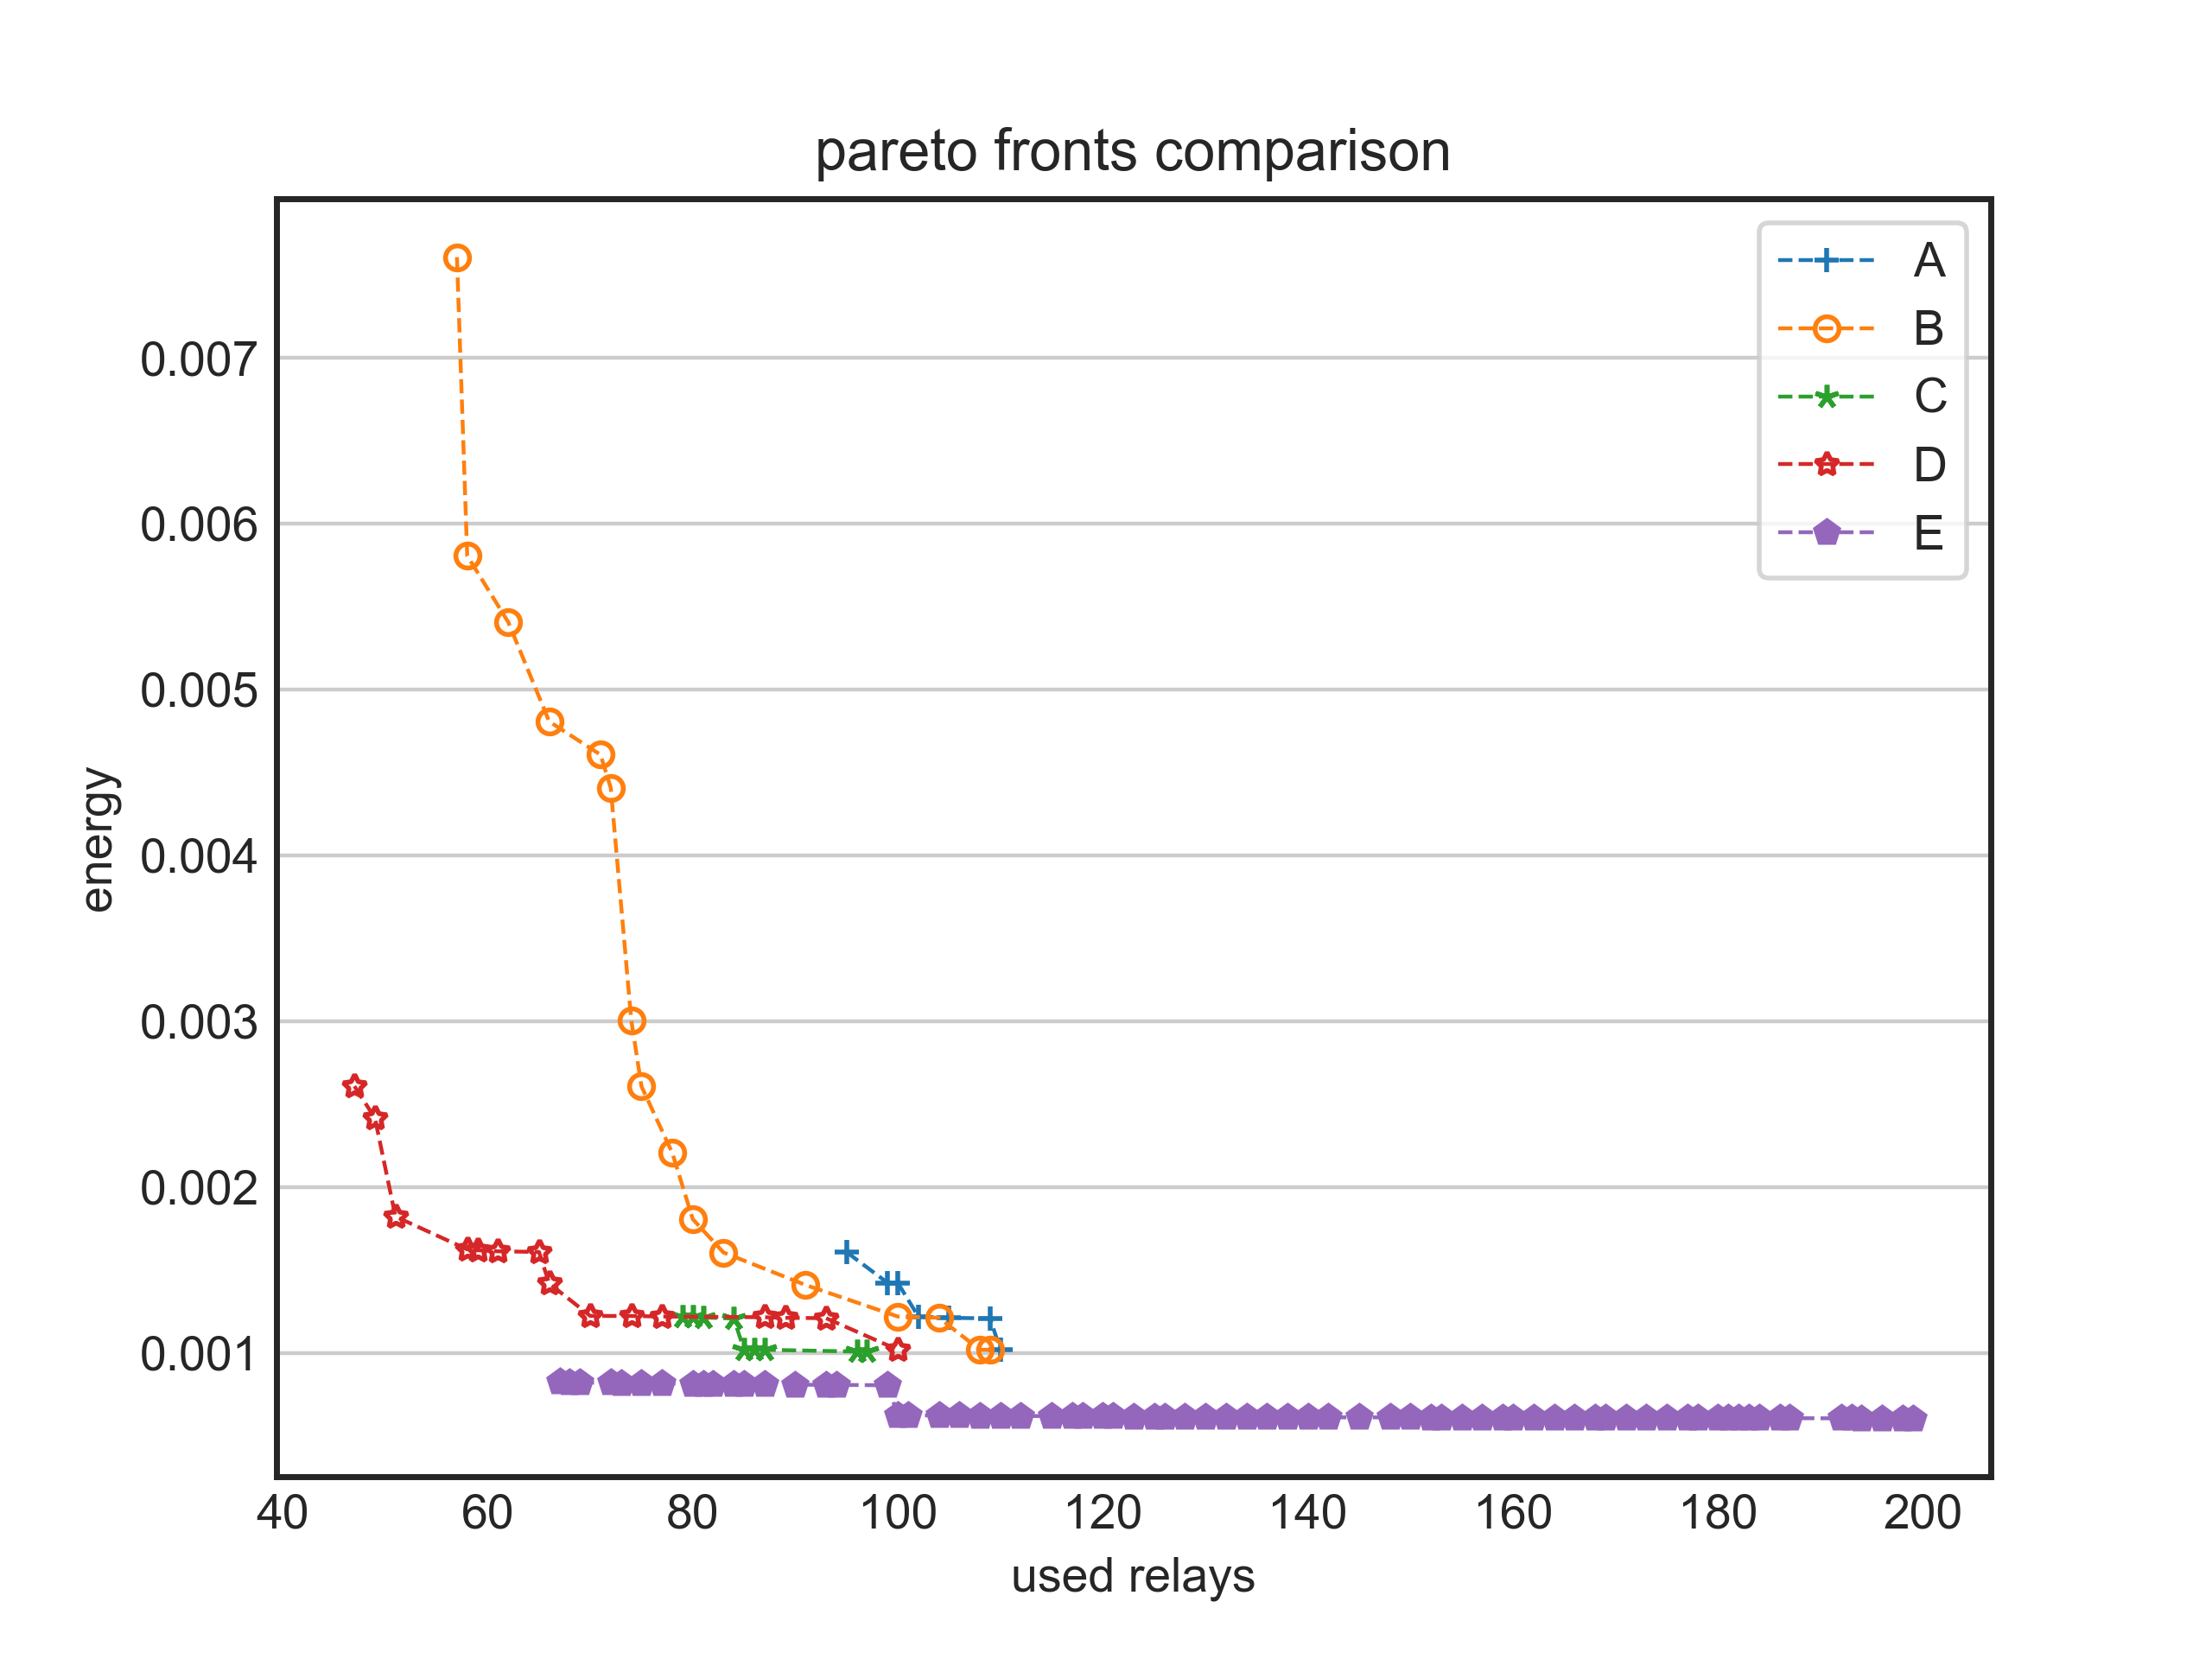 pareto fronts comparison
A
B
C
D
E
0.007
0.006
0.005
0.004
0.003
0.002
0.001
energy
40 60 80 100 120 140 160 180 200
used relays